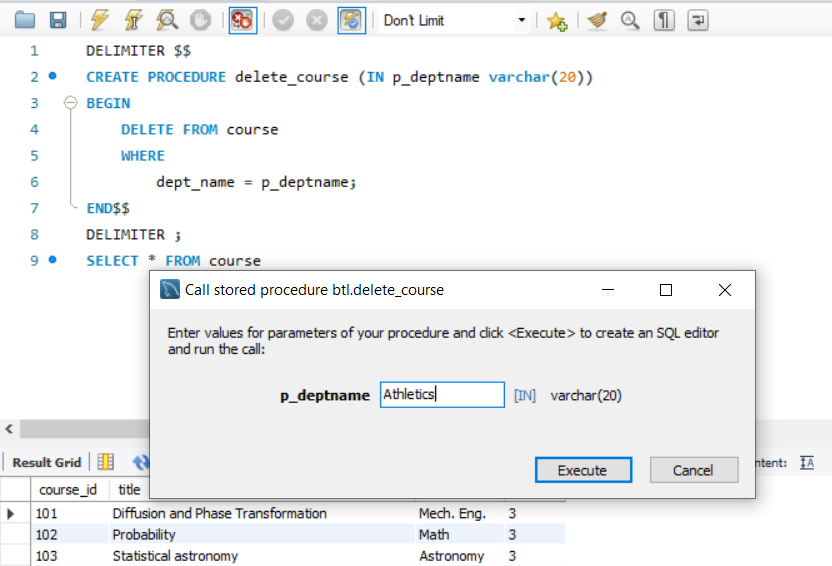 Don't Limit
1 DELIMITER $$
2 CREATE PROCEDURE delete_course (IN p_deptname varchar(20))
3 BEGIN
4 DELETE FROM course
5 WHERE
6 dept_name = p_deptname;
7 END$$
8 DELIMITER ;
9 SELECT * FROM course
Call stored procedure btl.delete_course
Enter values for parameters of your procedure and click <Execute> to create an SQL editor
and run the call:
p_deptname Athletics [IN] varchar(20)
Execute Cancel
Result Grid ntent: IA
course_id title
101 Diffusion and Phase Transformation Mech. Eng. 3
102 Probability Math 3
103 Statistical astronomy Astronomy 3